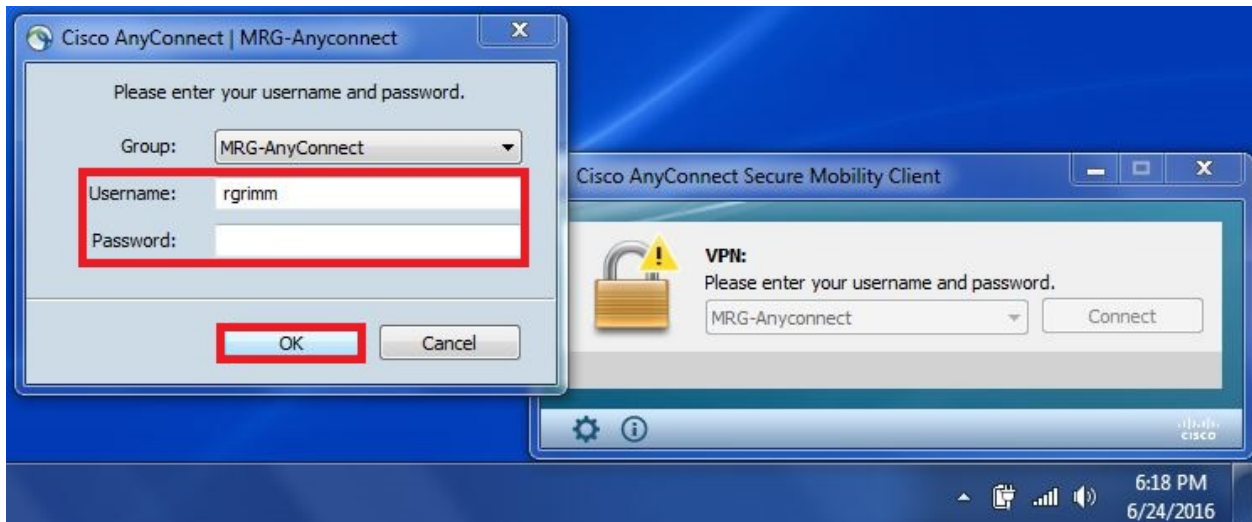 Cisco AnyConnect | MRG-Anyconnect
Please enter your username and password.
Group: MRG-AnyConnect
Username: rgrimm
Password:
OK Cancel
Cisco AnyConnect Secure Mobility Client
VPN:
Please enter your username and password.
MRG-Anyconnect Connect
cisco
6:18 PM
6/24/2016